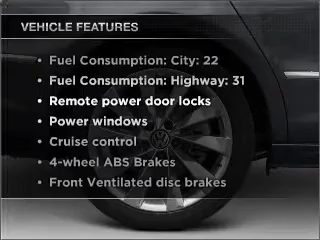 VEHICLE FEATURES
• Fuel Consumption: City: 22
• Fuel Consumption: Highway: 31
• Remote power door locks
• Power windows
• Cruise control
• 4-wheel ABS Brakes
• Front Ventilated disc brakes